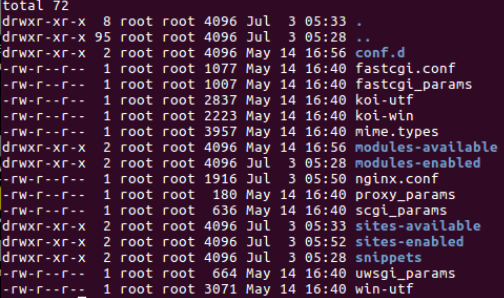 total 72
drwxr-xr-x  8 root root 4096 Jul  3 05:33 .
drwxr-xr-x 95 root root 4096 Jul  3 05:28 ..
drwxr-xr-x  2 root root 4096 May 14 16:56 conf.d
-rw-r--r--  1 root root 1077 May 14 16:40 fastcgi.conf
-rw-r--r--  1 root root 1007 May 14 16:40 fastcgi_params
-rw-r--r--  1 root root 2837 May 14 16:40 koi-utf
-rw-r--r--  1 root root 2223 May 14 16:40 koi-win
-rw-r--r--  1 root root 3957 May 14 16:40 mime.types
drwxr-xr-x  2 root root 4096 May 14 16:56 modules-available
drwxr-xr-x  2 root root 4096 Jul  3 05:28 modules-enabled
-rw-r--r--  1 root root 1916 Jul  3 05:50 nginx.conf
-rw-r--r--  1 root root  180 May 14 16:40 proxy_params
-rw-r--r--  1 root root  636 May 14 16:40 scgi_params
drwxr-xr-x  2 root root 4096 Jul  3 05:33 sites-available
drwxr-xr-x  2 root root 4096 Jul  3 05:52 sites-enabled
drwxr-xr-x  2 root root 4096 Jul  3 05:28 snippets
-rw-r--r--  1 root root  664 May 14 16:40 uwsgi_params
-rw-r--r--  1 root root 3071 May 14 16:40 win-utf